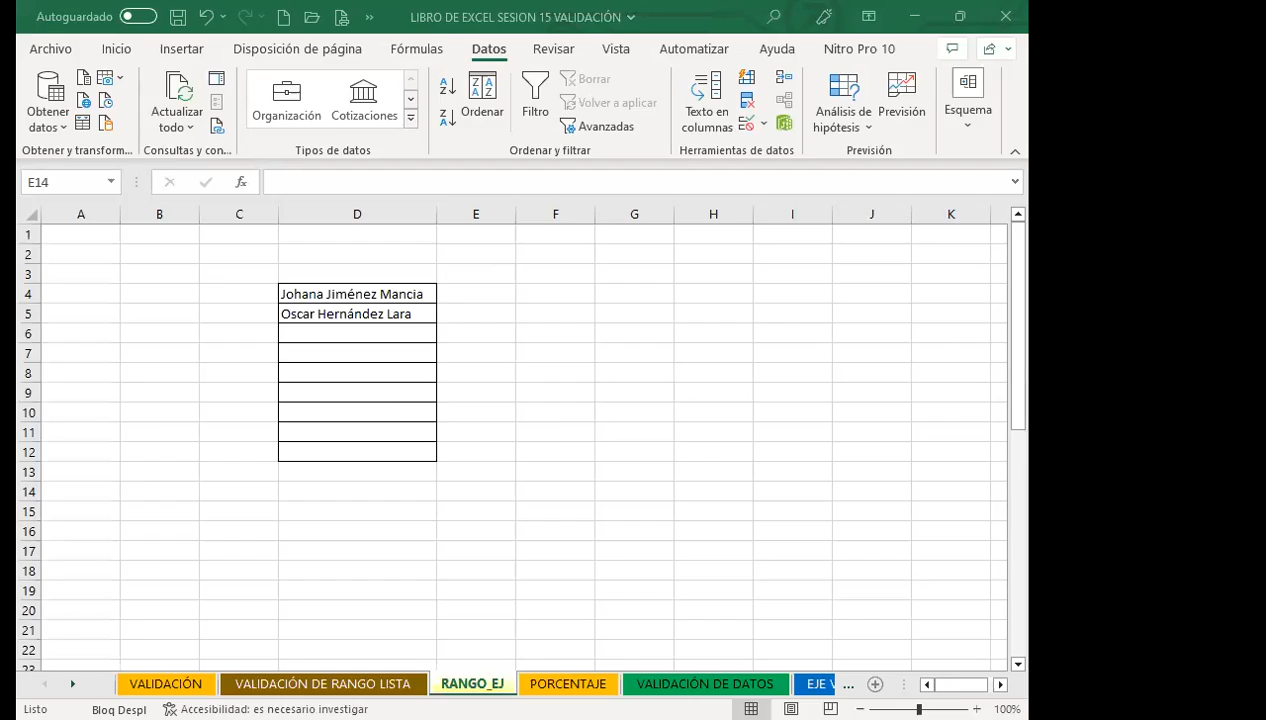 Autoguardado LIBRO DE EXCEL SESION 15 VALIDACIÓN
Archivo Inicio Insertar Disposición de página Fórmulas Datos Revisar Vista Automatizar Ayuda Nitro Pro 10
Obtener datos
Actualizar todo
Organización Cotizaciones
Ordenar
Filtro
Borrar
Volver a aplicar
Avanzadas
Texto en columnas
Análisis de hipótesis
Previsión
Esquema
Obtener y transform... Consultas y con... Tipos de datos Ordenar y filtrar Herramientas de datos Previsión
E14 fx
A B C D E F G H I J K
1
2
3
4 Johana Jiménez Mancia
5 Oscar Hernández Lara
6
7
8
9
10
11
12
13
14
15
16
17
18
19
20
21
22
23
VALIDACIÓN VALIDACIÓN DE RANGO LISTA RANGO_EJ PORCENTAJE VALIDACIÓN DE DATOS EJE V ...
Listo Bloq Despl Accesibilidad: es necesario investigar 100%